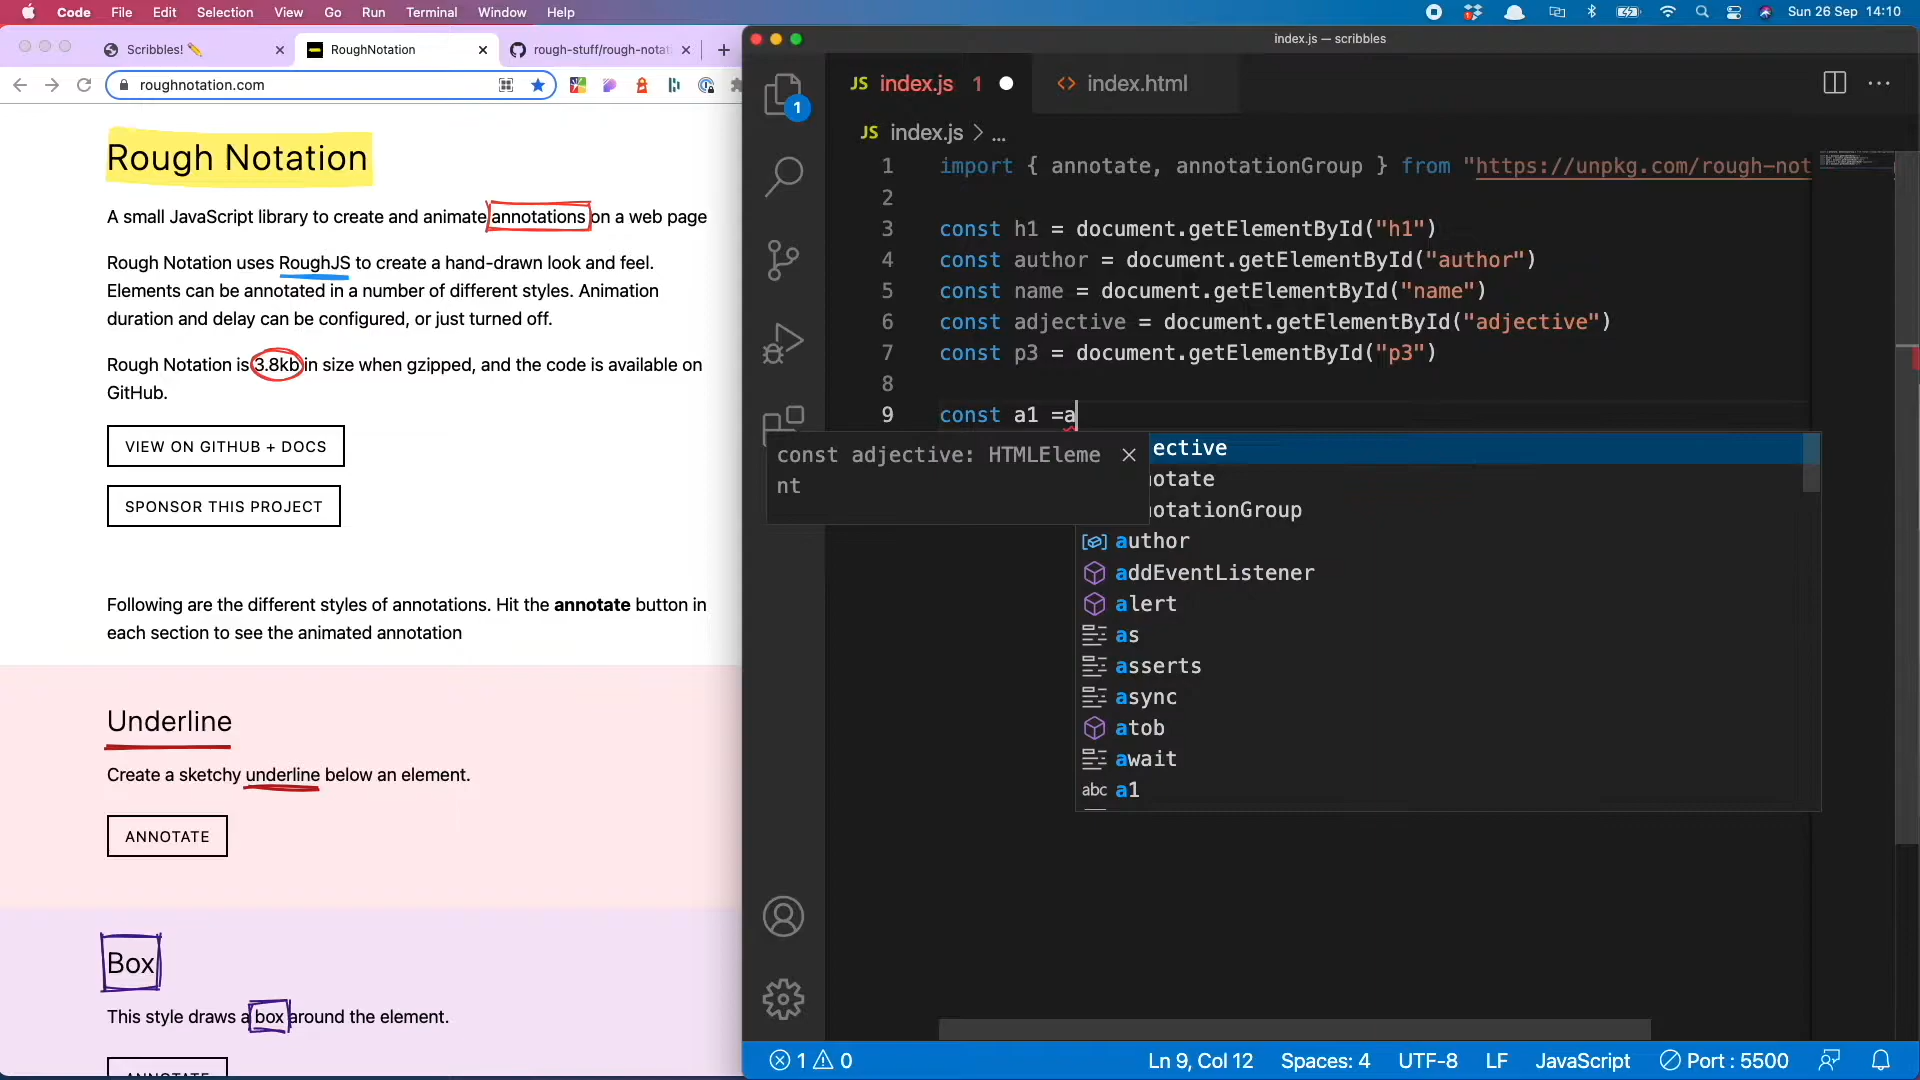 Code File Edit Selection View Go Run Terminal Window Help Sun 26 Sep 14:10
Scribbles! ✏️ RoughNotation rough-stuff/rough-notat
roughnotation.com
Rough Notation
A small JavaScript library to create and animate annotations on a web page
Rough Notation uses RoughJS to create a hand-drawn look and feel.
Elements can be annotated in a number of different styles. Animation
duration and delay can be configured, or just turned off.
Rough Notation is 3.8kb in size when gzipped, and the code is available on
GitHub.
VIEW ON GITHUB + DOCS
SPONSOR THIS PROJECT
Following are the different styles of annotations. Hit the annotate button in
each section to see the animated annotation
Underline
Create a sketchy underline below an element.
ANNOTATE
Box
This style draws a box around the element.
ANNOTATE
index.js — scribbles
JS index.js 1 index.html
JS index.js > ...
1 import { annotate, annotationGroup } from "https://unpkg.com/rough-not
2
3 const h1 = document.getElementById("h1")
4 const author = document.getElementById("author")
5 const name = document.getElementById("name")
6 const adjective = document.getElementById("adjective")
7 const p3 = document.getElementById("p3")
8
9 const a1 =a
const adjective: HTMLEleme
nt
ective
notate
notationGroup
author
addEventListener
alert
as
asserts
async
atob
await
abc a1
1 0 Ln 9, Col 12 Spaces: 4 UTF-8 LF JavaScript Port : 5500
1